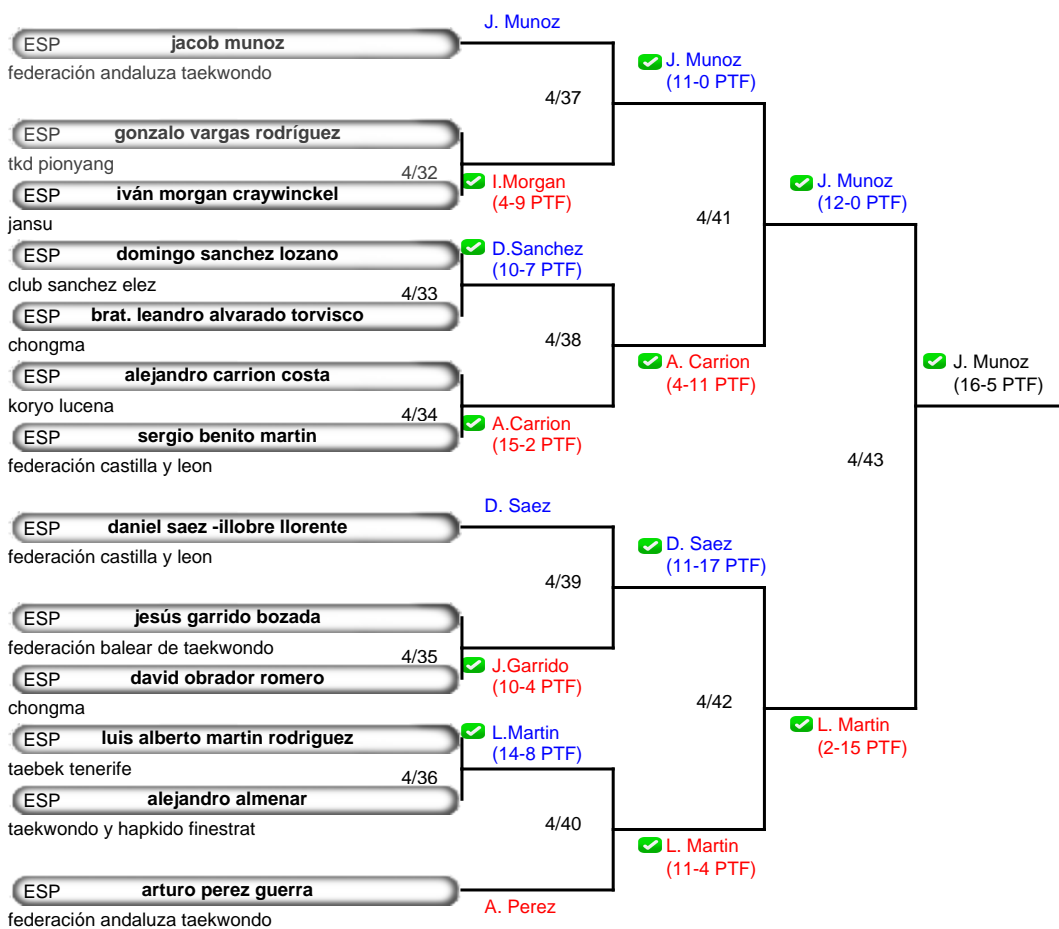 J. Munoz
ESP jacob munoz
federación andaluza taekwondo
J. Munoz
(11-0 PTF)
4/37
ESP gonzalo vargas rodríguez
tkd pionyang
4/32
I.Morgan
(4-9 PTF)
ESP iván morgan craywinckel
jansu
J. Munoz
(12-0 PTF)
4/41
ESP domingo sanchez lozano
D.Sanchez
(10-7 PTF)
club sanchez elez
4/33
ESP brat. leandro alvarado torvisco
chongma
4/38
ESP alejandro carrion costa
A. Carrion
(4-11 PTF)
koryo lucena
4/34
A.Carrion
(15-2 PTF)
ESP sergio benito martin
federación castilla y leon
J. Munoz
(16-5 PTF)
4/43
D. Saez
ESP daniel saez -illobre llorente
federación castilla y leon
D. Saez
(11-17 PTF)
4/39
ESP jesús garrido bozada
federación balear de taekwondo
4/35
J.Garrido
(10-4 PTF)
ESP david obrador romero
chongma
4/42
L. Martin
(2-15 PTF)
ESP luis alberto martin rodriguez
L.Martin
(14-8 PTF)
taebek tenerife
4/36
ESP alejandro almenar
taekwondo y hapkido finestrat
4/40
L. Martin
(11-4 PTF)
ESP arturo perez guerra
A. Perez
federación andaluza taekwondo